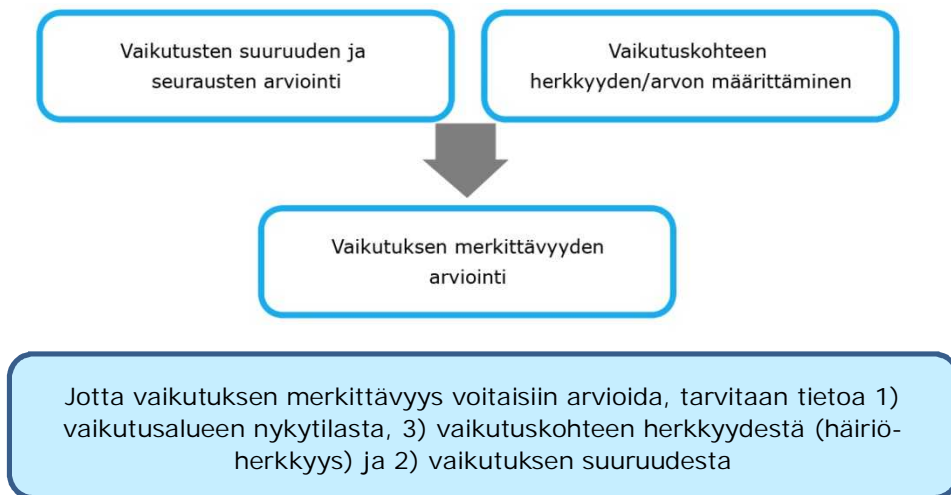 Vaikutusten suuruuden ja
seurausten arviointi
Vaikutuskohteen
herkkyyden/arvon määrittäminen
Vaikutuksen merkittävyyden
arviointi
Jotta vaikutuksen merkittävyys voitaisiin arvioida, tarvitaan tietoa 1)
vaikutusalueen nykytilasta, 3) vaikutuskohteen herkkyydestä (häiriö-
herkkyys) ja 2) vaikutuksen suuruudesta